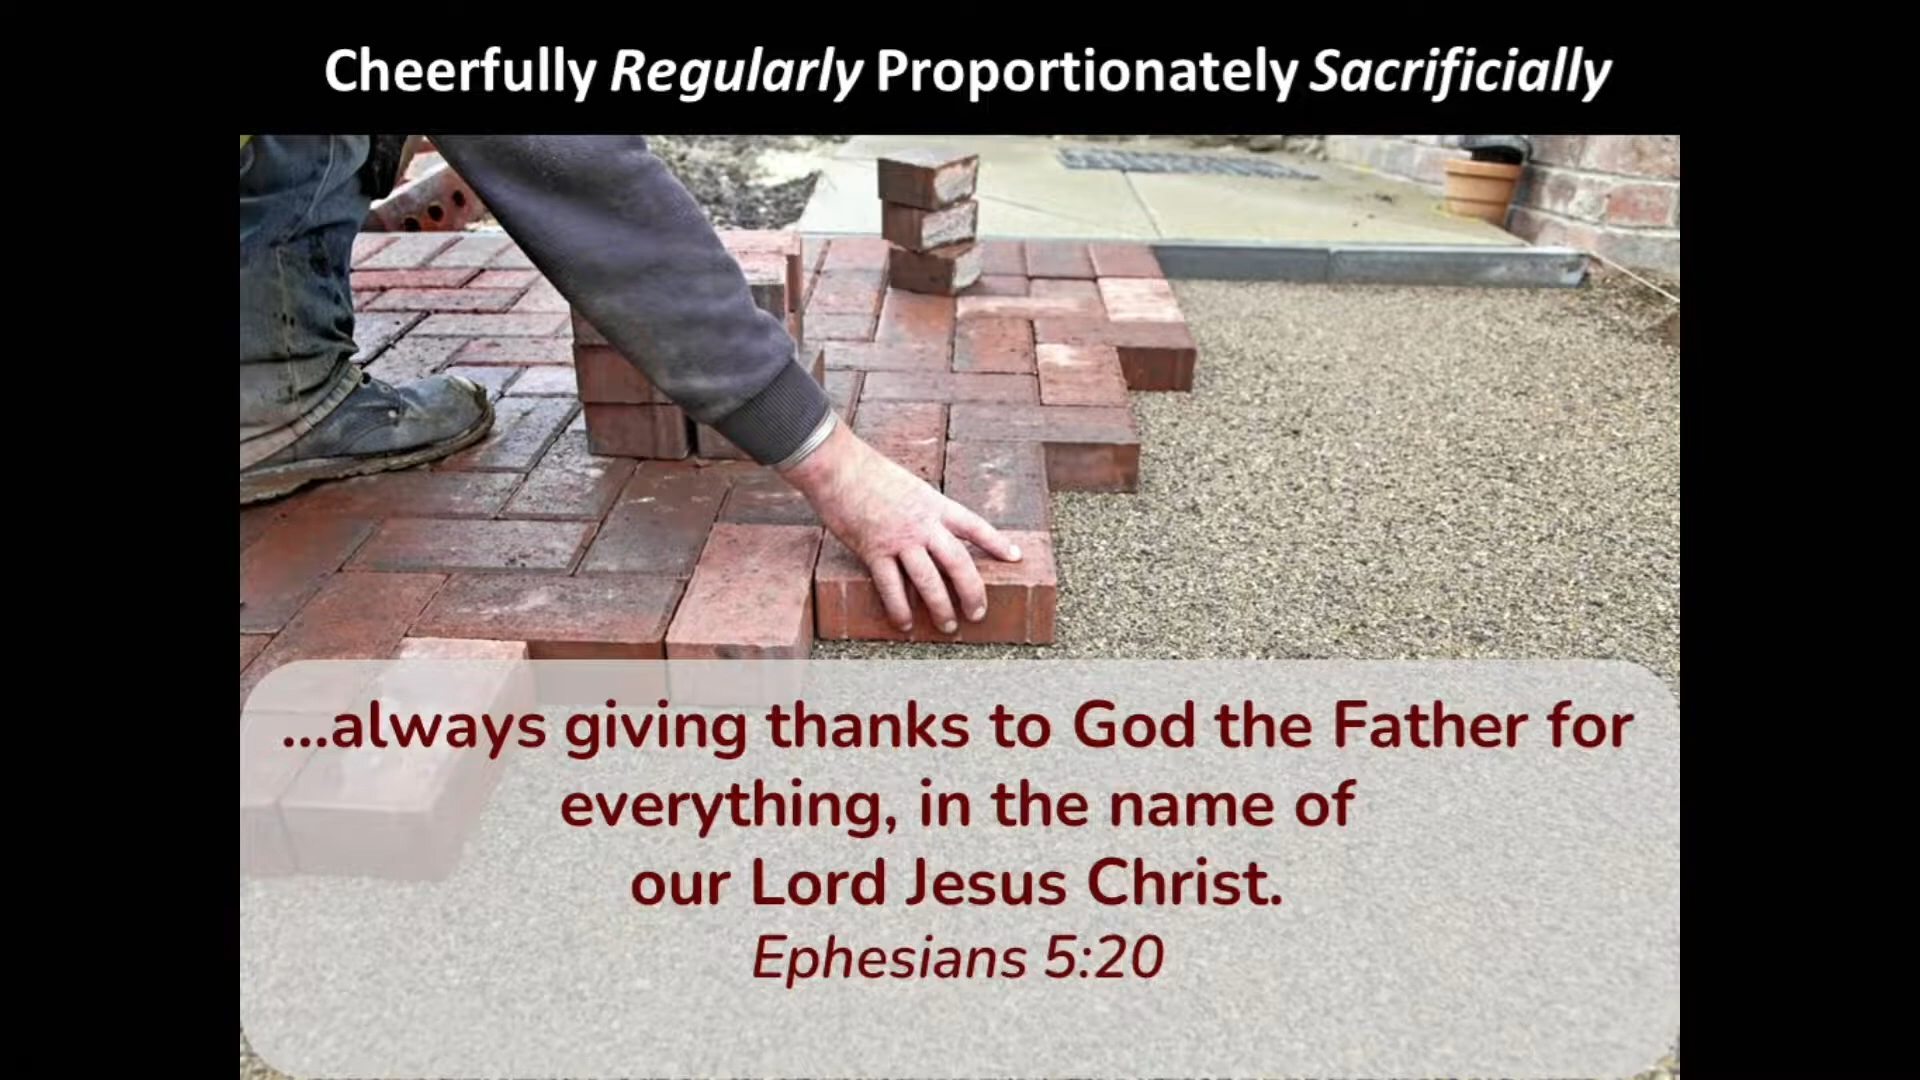 Cheerfully Regularly Proportionately Sacrificially
...always giving thanks to God the Father for
everything, in the name of
our Lord Jesus Christ.
Ephesians 5:20